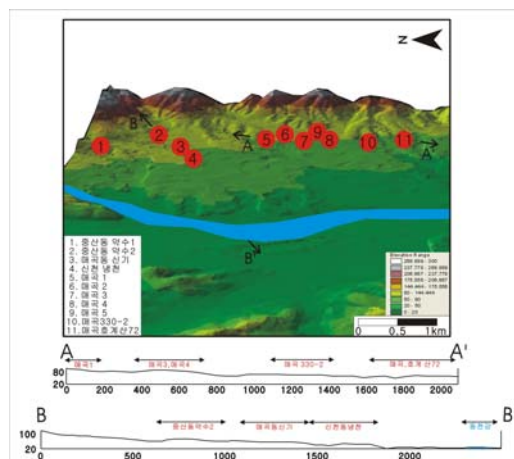 N
B
A
A'
B'
1
2
3
4
5
6
7
9
8
10
11
1. 중산동 약수1
2. 중산동 약수2
3. 매곡동 신기
4. 신천 냉천
5. 매곡 1
6. 매곡 2
7. 매곡 3
8. 매곡 4
9. 매곡 5
10. 매곡330-2
11. 매곡호계산72
Elevation Range
0 0.5 1km
A A'
매곡1 매곡3,매곡4 매곡 330-2 매곡,호계산72
80
20
0 200 400 600 800 1000 1200 1400 1600 1800 2000
B B'
중산동약수2 매곡동신기 신천동냉천 동천강
100
20
0 500 1000 1500 2000